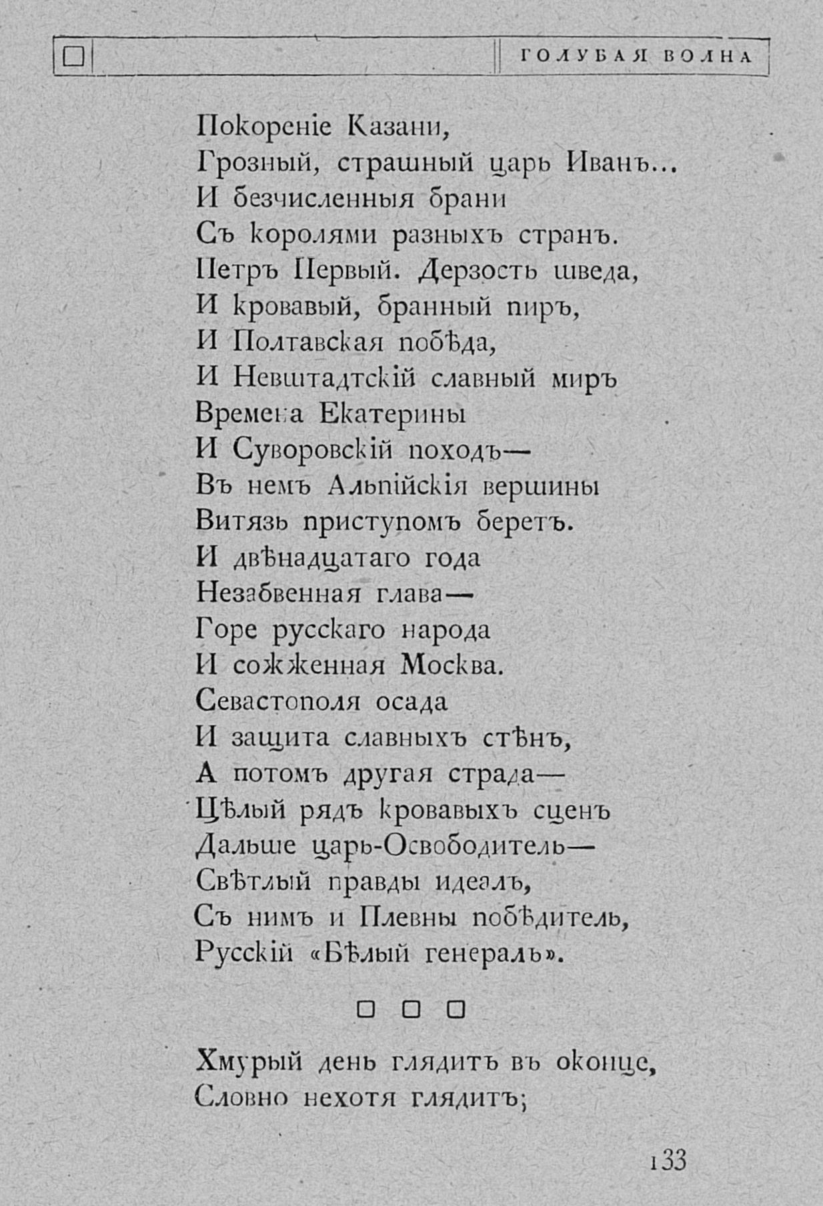 ГОЛУБАЯ ВОЛНА
Покореніе Казани,
Грозный, страшный царь Иванъ...
И безчисленныя брани
Съ королями разныхъ странъ.
Петръ Первый. Дерзость шведа,
И кровавый, бранный пиръ,
И Полтавская побѣда,
И Невштадтскій славный миръ
Времена Екатерины
И Суворовскій походъ—
Въ немъ Альпійскія вершины
Витязь приступомъ беретъ.
И двѣнадцатаго года
Незабвенная глава—
Горе русскаго народа
И сожженная Москва.
Севастополя осада
И защита славныхъ стѣнъ,
А потомъ другая страда—
Цѣлый рядъ кровавыхъ сценъ
Дальше царь-Освободитель—
Свѣтлый правды идеалъ,
Съ нимъ и Плевны побѣдитель,
Русскій «Бѣлый генералъ».
Хмурый день глядитъ въ оконце,
Словно нехотя глядитъ;
133